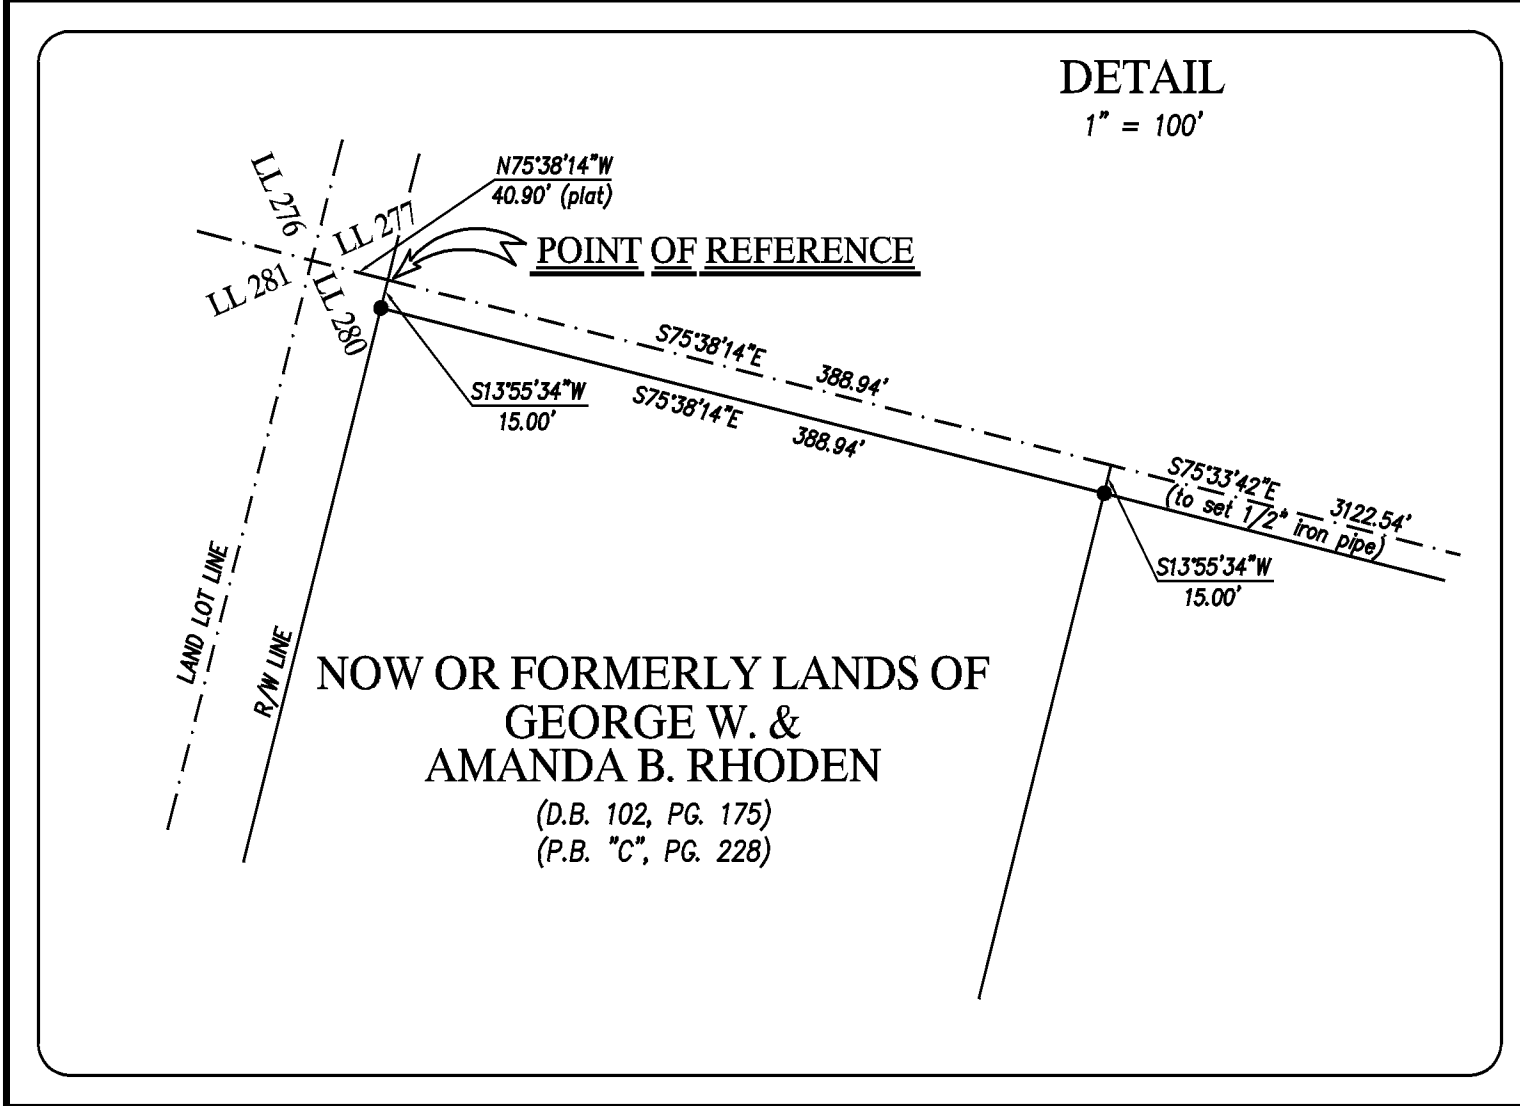 DETAIL
1" = 100'
N75°38'14"W
40.90' (plat)
LL 276
LL 277
POINT OF REFERENCE
LL 281
LL 280
S75°38'14"E 388.94'
S13°55'34"W
15.00'
S75°38'14"E 388.94'
S75°33'42"E 3122.54'
(to set 1/2" iron pipe)
S13°55'34"W
15.00'
LAND LOT LINE
R/W LINE
NOW OR FORMERLY LANDS OF
GEORGE W. &
AMANDA B. RHODEN
(D.B. 102, PG. 175)
(P.B. "C", PG. 228)